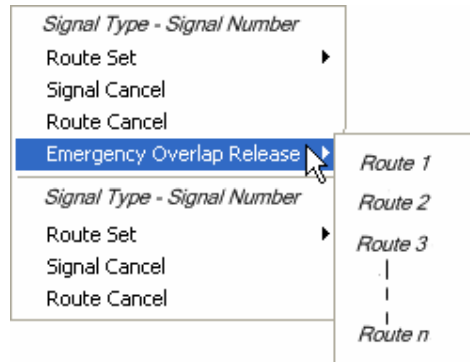 Signal Type - Signal Number
Route Set
Signal Cancel
Route Cancel
Emergency Overlap Release
Signal Type - Signal Number
Route Set
Signal Cancel
Route Cancel
Route 1
Route 2
Route 3
Route n